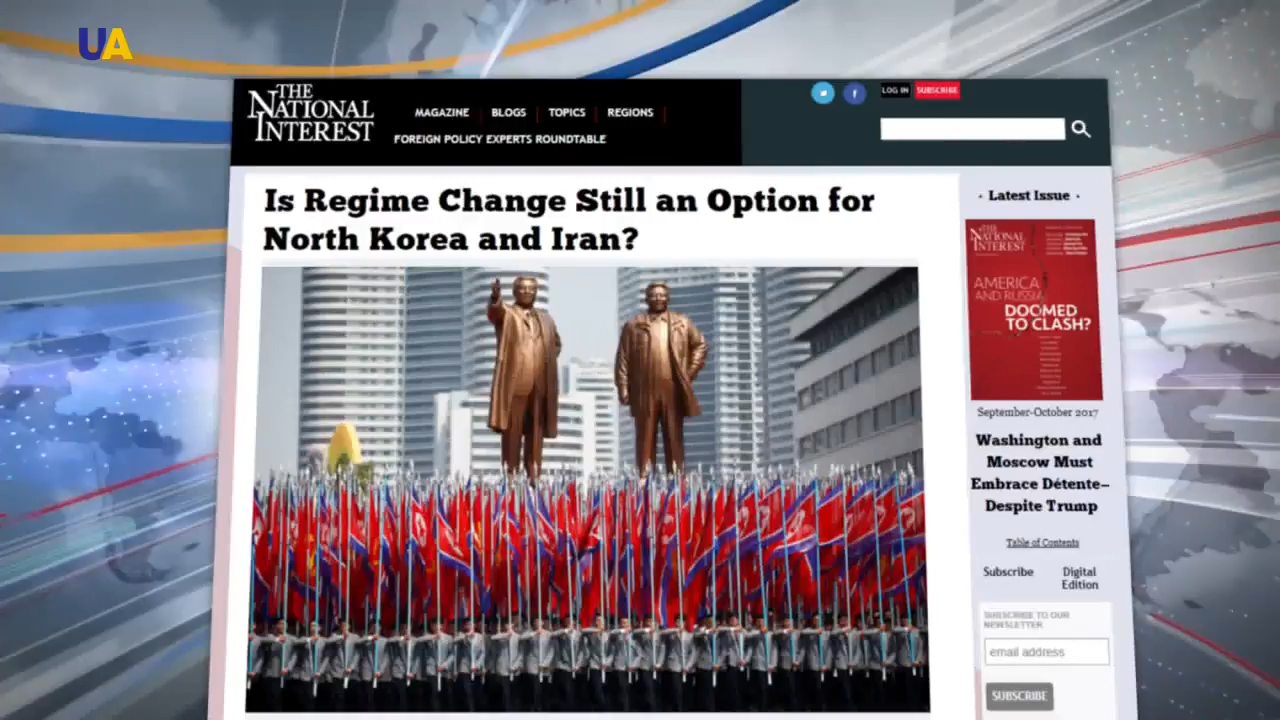 UA
THE
NATIONAL
INTEREST
MAGAZINE
BLOGS
TOPICS
REGIONS
FOREIGN POLICY EXPERTS ROUNDTABLE
LOG IN
SUBSCRIBE
Is Regime Change Still an Option for
North Korea and Iran?
· Latest Issue ·
THE
NATIONAL
INTEREST
AMERICA
AND RUSSIA
DOOMED
TO CLASH?
September-October 2017
Washington and
Moscow Must
Embrace Détente—
Despite Trump
Table of Contents
Subscribe
Digital
Edition
SUBSCRIBE TO OUR
NEWSLETTER
email address
SUBSCRIBE